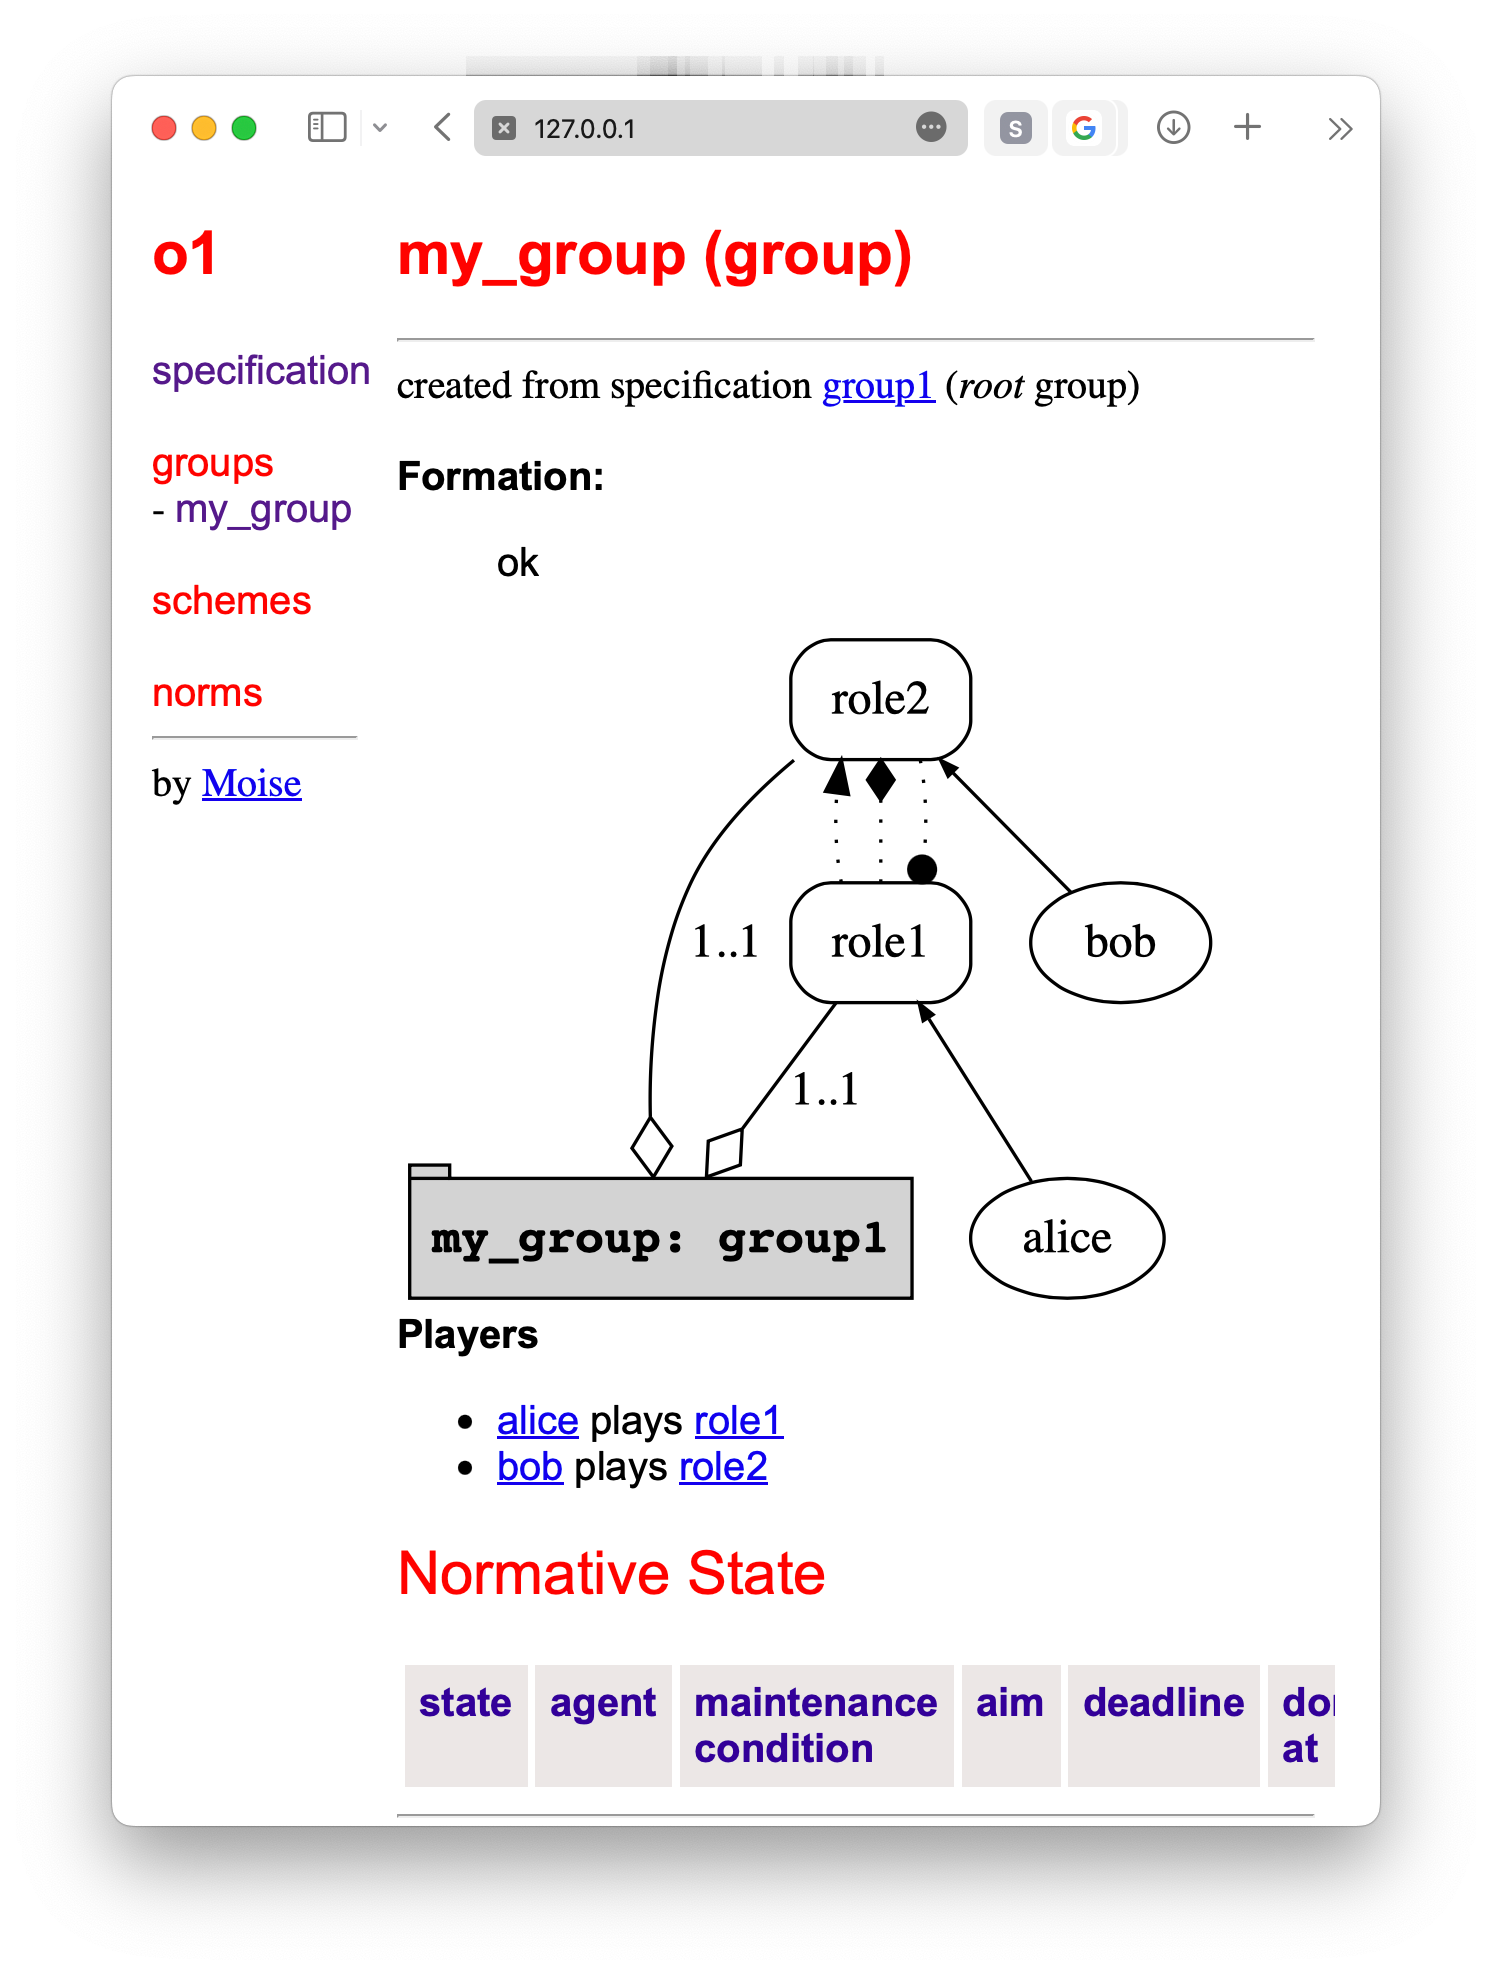 127.0.0.1
S
G
o1
specification
groups
- my_group
schemes
norms
by Moise
my_group (group)
created from specification group1 (root group)
Formation:
ok
role2
1..1
role1
bob
1..1
my_group: group1
alice
Players
alice plays role1
bob plays role2
Normative State
state agent maintenance aim deadline
condition at